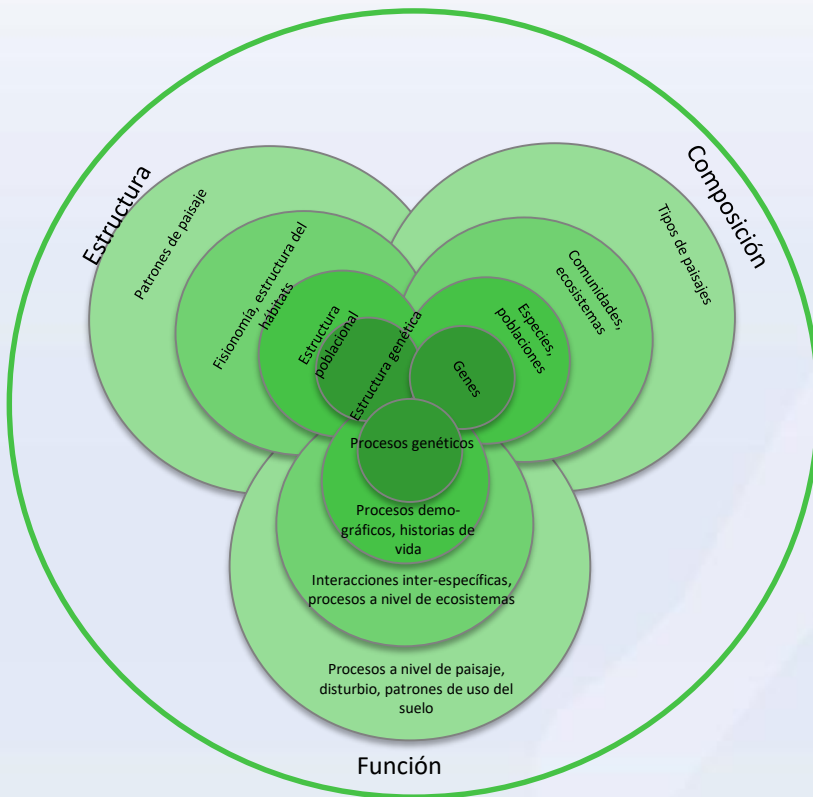 Estructura
Patrones de paisaje
Fisionomía, estructura del
hábitats
Estructura
poblacional
Estructura genética
Composición
Tipos de paisajes
Comunidades,
ecosistemas
Especies,
poblaciones
Genes
Procesos genéticos
Procesos demo-
gráficos, historias de
vida
Interacciones inter-específicas,
procesos a nivel de ecosistemas
Procesos a nivel de paisaje,
disturbio, patrones de uso del
suelo
Función